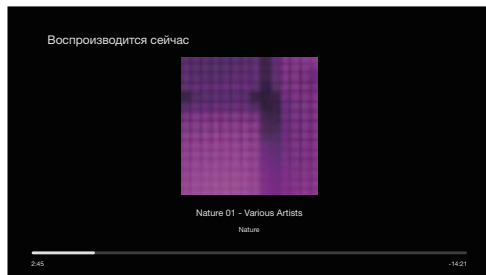 Воспроизводится сейчас
Nature 01 - Various Artists
Nature
2:45
-14:21